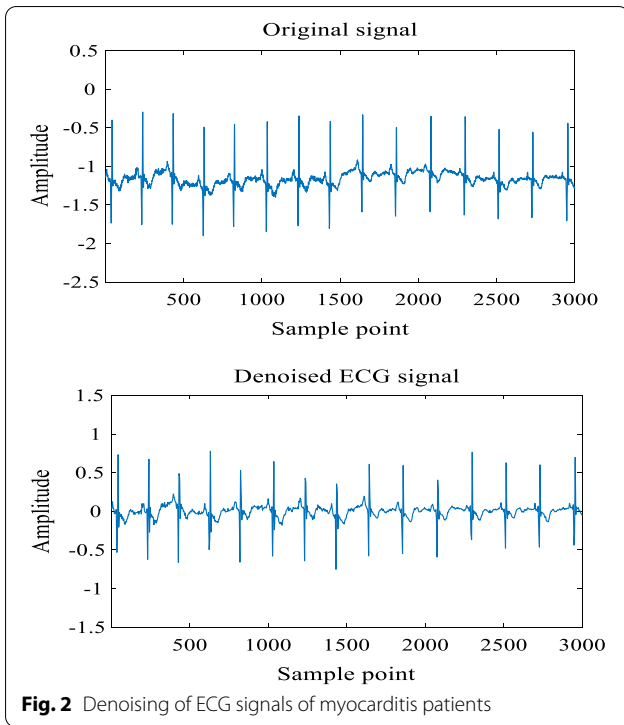 Original signal
0.5
0
-0.5
-1
-1.5
-2
-2.5
Amplitude
500 1000 1500 2000 2500 3000
Sample point
Denoised ECG signal
1.5
1
0.5
0
-0.5
-1
-1.5
Amplitude
0 500 1000 1500 2000 2500 3000
Sample point
Fig. 2 Denoising of ECG signals of myocarditis patients